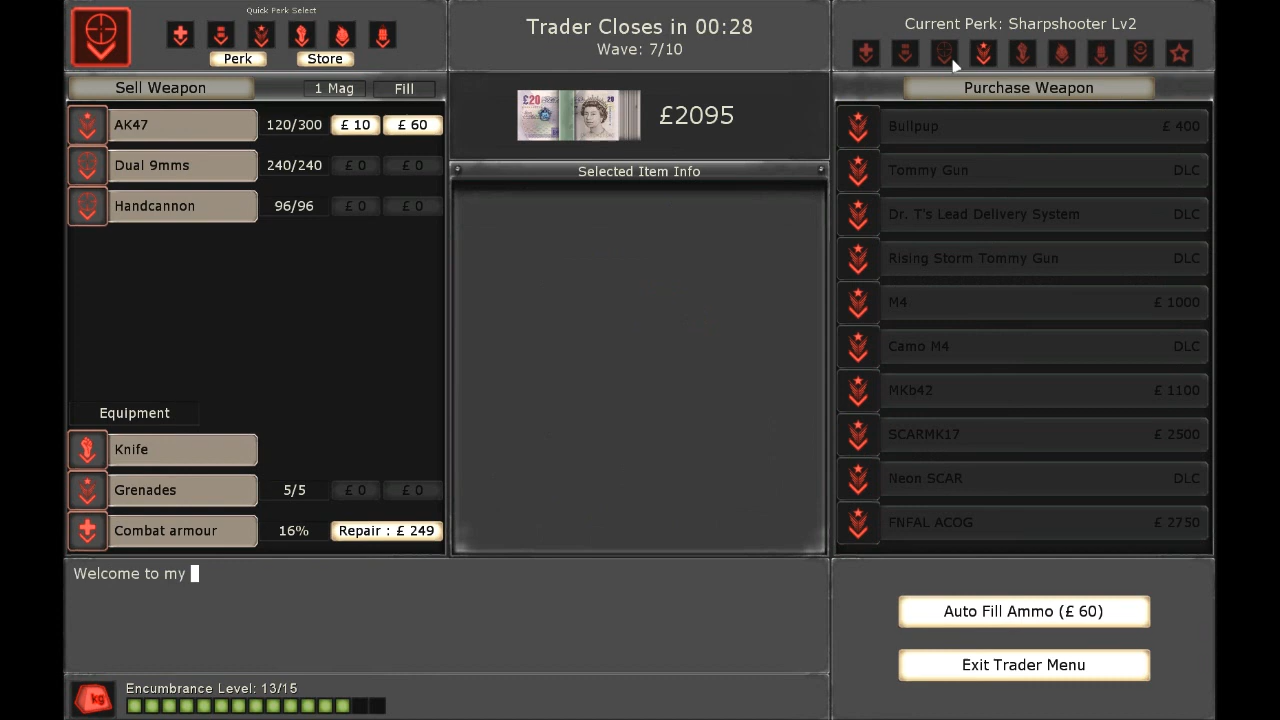 Quick Perk Select
Perk
Store
Sell Weapon
1 Mag
Fill
AK47 120/300 £ 10 £ 60
Dual 9mms 240/240 £ 0 £ 0
Handcannon 96/96 £ 0 £ 0
Equipment
Knife
Grenades 5/5 £ 0 £ 0
Combat armour 16% Repair : £ 249
Trader Closes in 00:28
Wave: 7/10
£20
20
£2095
Selected Item Info
Current Perk: Sharpshooter Lv2
Purchase Weapon
Bullpup £ 400
Tommy Gun DLC
Dr. T's Lead Delivery System DLC
Rising Storm Tommy Gun DLC
M4 £ 1000
Camo M4 DLC
MKb42 £ 1100
SCARMK17 £ 2500
Neon SCAR DLC
FNFAL ACOG £ 2750
Welcome to my
Auto Fill Ammo (£ 60)
Exit Trader Menu
kg
Encumbrance Level: 13/15